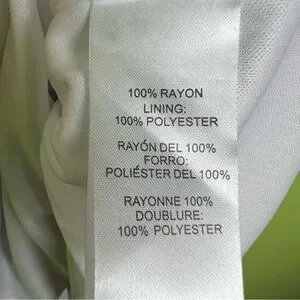 100% RAYON
LINING:
100% POLYESTER
RAYÓN DEL 100%
FORRO:
POLIÉSTER DEL 100%
RAYONNE 100%
DOUBLURE:
100% POLYESTER